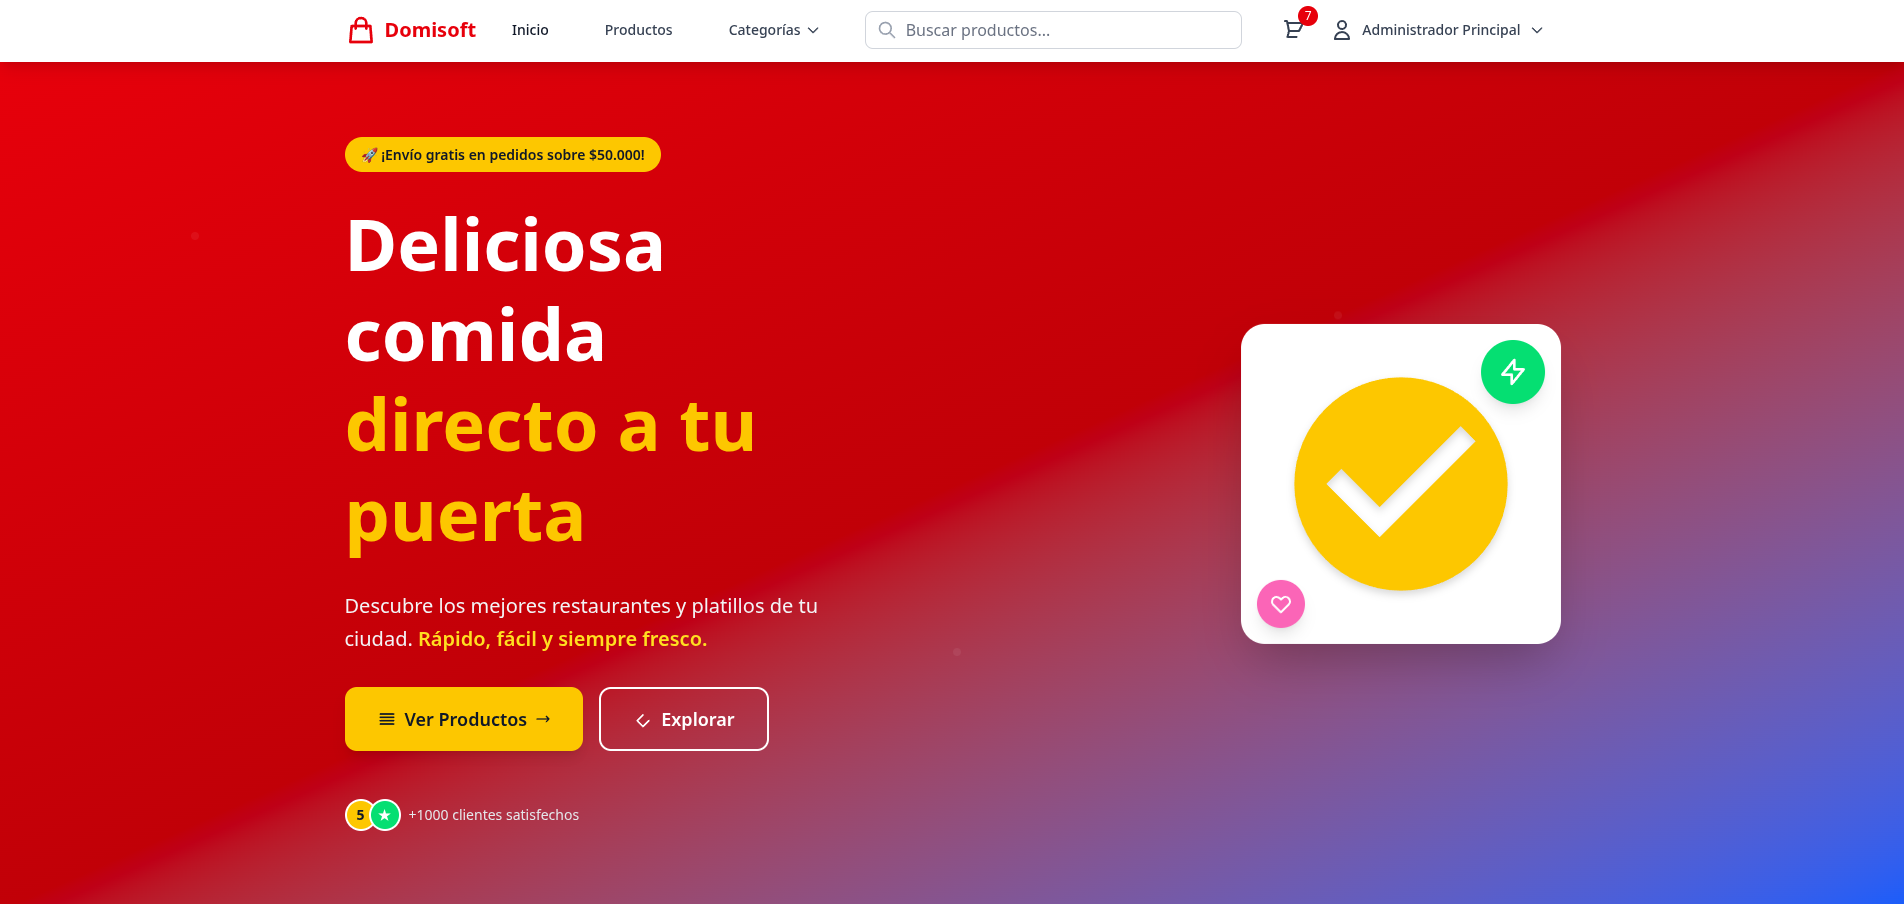 Domisoft
Inicio
Productos
Categorías
Buscar productos...
7
Administrador Principal
🚀 ¡Envío gratis en pedidos sobre $50.000!
Deliciosa
comida
directo a tu
puerta
Descubre los mejores restaurantes y platillos de tu
ciudad. Rápido, fácil y siempre fresco.
Ver Productos →
Explorar
5 ★ +1000 clientes satisfechos